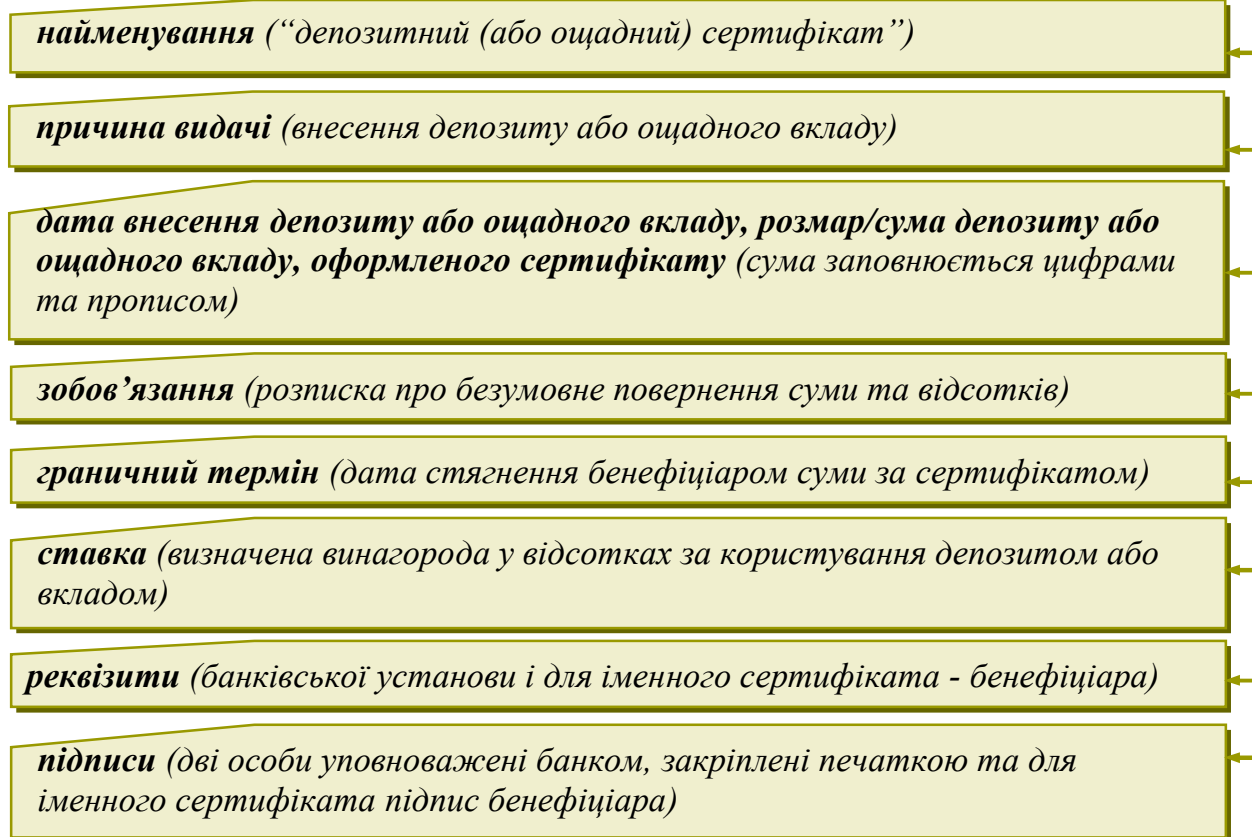 найменування (“депозитний (або ощадний) сертифікат”)
причина видачі (внесення депозиту або ощадного вкладу)
дата внесення депозиту або ощадного вкладу, розмар/сума депозиту або
ощадного вкладу, оформленого сертифікату (сума заповнюється цифрами
та прописом)
зобов’язання (розписка про безумовне повернення суми та відсотків)
граничний термін (дата стягнення бенефіціаром суми за сертифікатом)
ставка (визначена винагорода у відсотках за користування депозитом або
вкладом)
реквізити (банківської установи і для іменного сертифіката - бенефіціара)
підписи (дві особи уповноважені банком, закріплені печаткою та для
іменного сертифіката підпис бенефіціара)